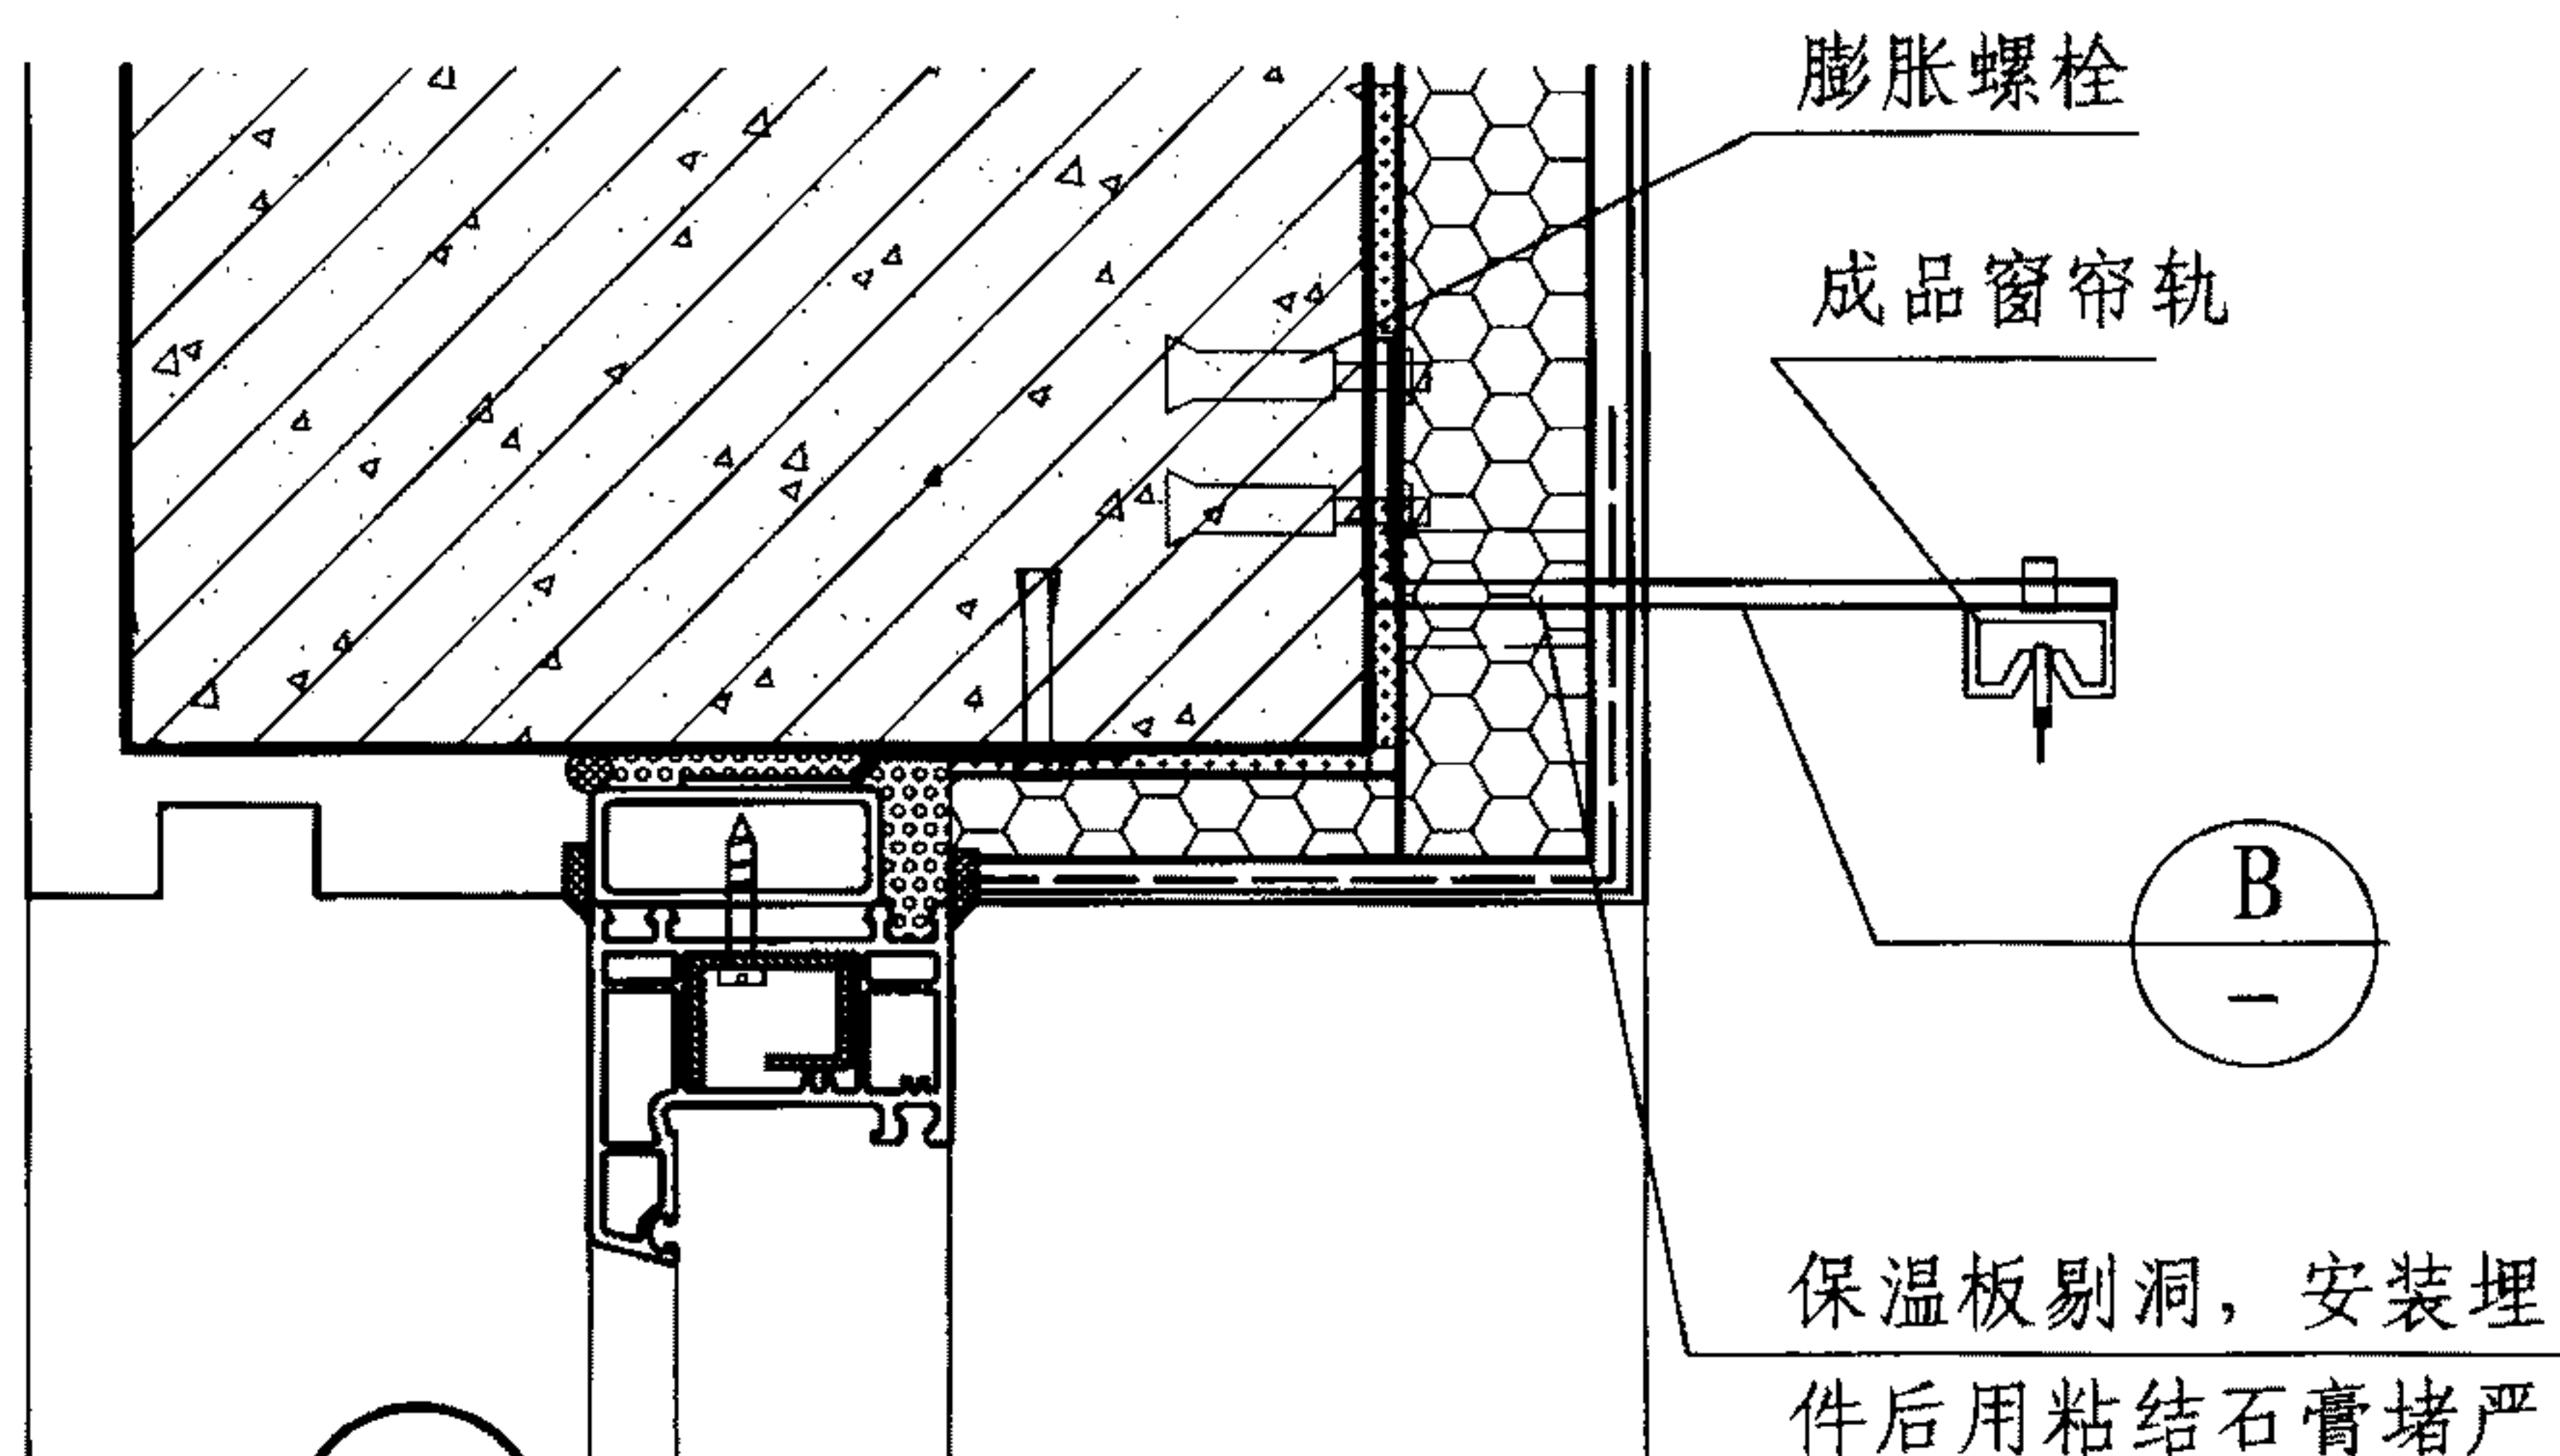 膨胀螺栓
成品窗帘轨
B
—
保温板剔洞，安装埋
件后用粘结石膏堵严